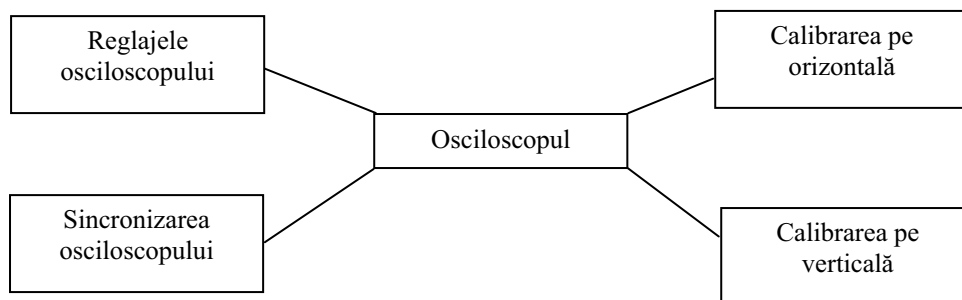 Reglajele
osciloscopului
Calibrarea pe
orizontală
Osciloscopul
Sincronizarea
osciloscopului
Calibrarea pe
verticală